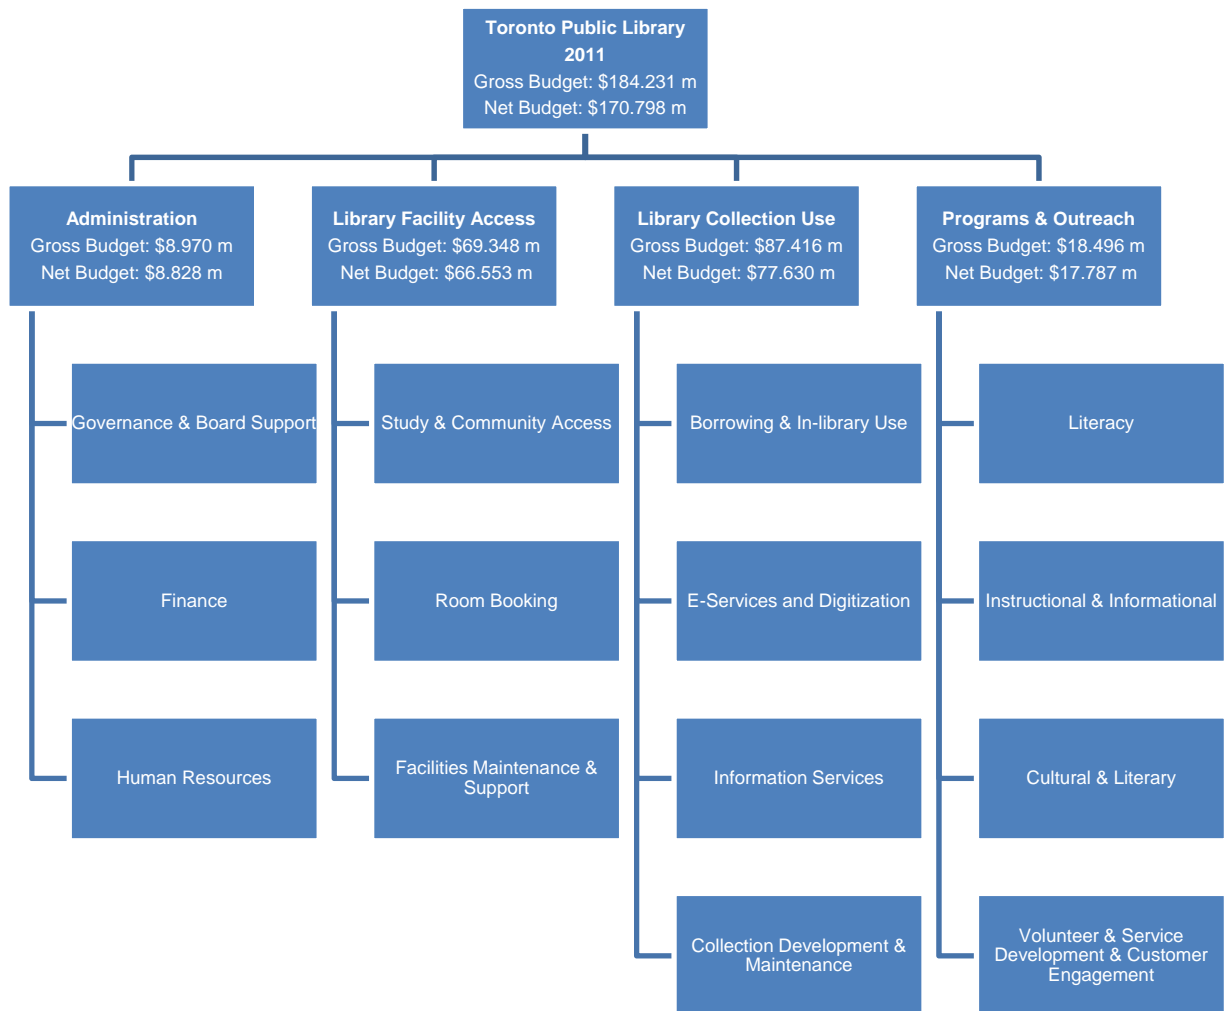 Toronto Public Library
2011
Gross Budget: $184.231 m
Net Budget: $170.798 m
Administration
Gross Budget: $8.970 m
Net Budget: $8.828 m
Library Facility Access
Gross Budget: $69.348 m
Net Budget: $66.553 m
Library Collection Use
Gross Budget: $87.416 m
Net Budget: $77.630 m
Programs & Outreach
Gross Budget: $18.496 m
Net Budget: $17.787 m
Governance & Board Support
Study & Community Access
Borrowing & In-library Use
Literacy
Finance
Room Booking
E-Services and Digitization
Instructional & Informational
Human Resources
Facilities Maintenance &
Support
Information Services
Cultural & Literary
Collection Development &
Maintenance
Volunteer & Service
Development & Customer
Engagement